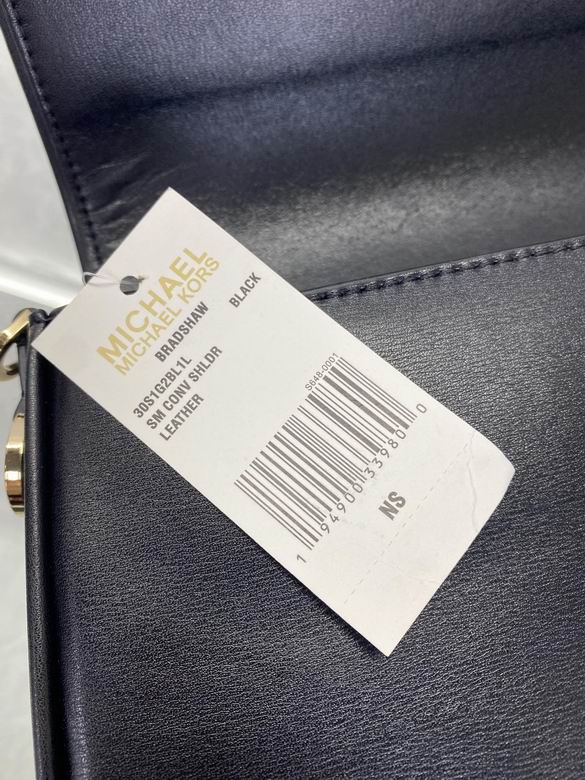 MICHAEL
MICHAEL KORS
BRADSHAW BLACK
30S1G2BL1L
SM CONV SHLDR
LEATHER
S648-0001
1 94900 33980 0
NS